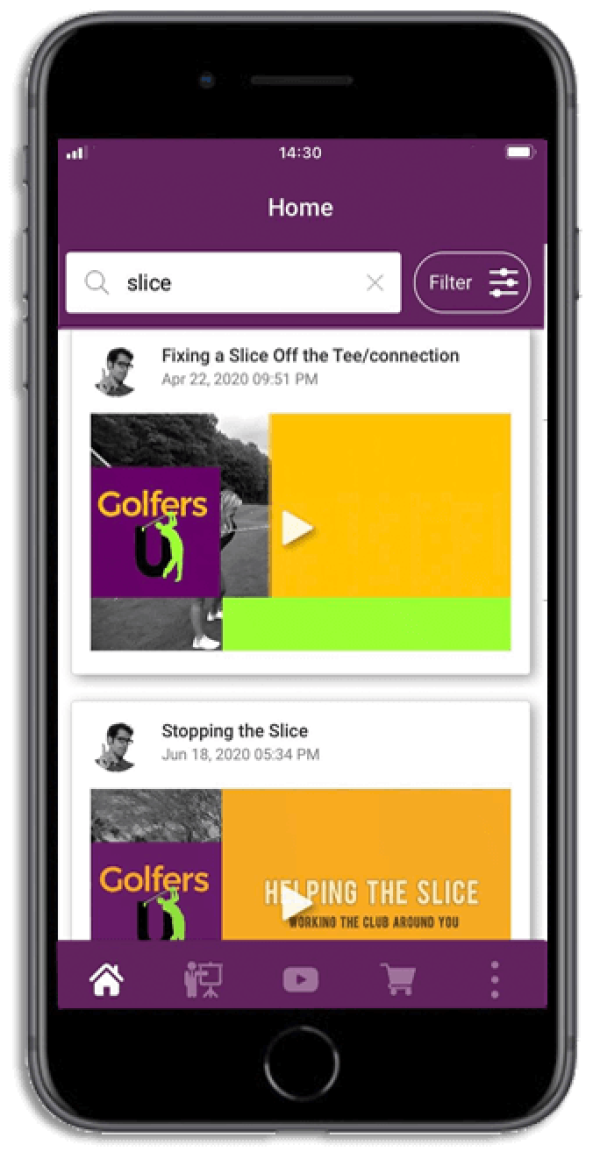 14:30
Home
slice
Filter
Fixing a Slice Off the Tee/connection
Apr 22, 2020 09:51 PM
Golfers
U
Stopping the Slice
Jun 18, 2020 05:34 PM
Golfers
U
HELPING THE SLICE
WORKING THE CLUB AROUND YOU